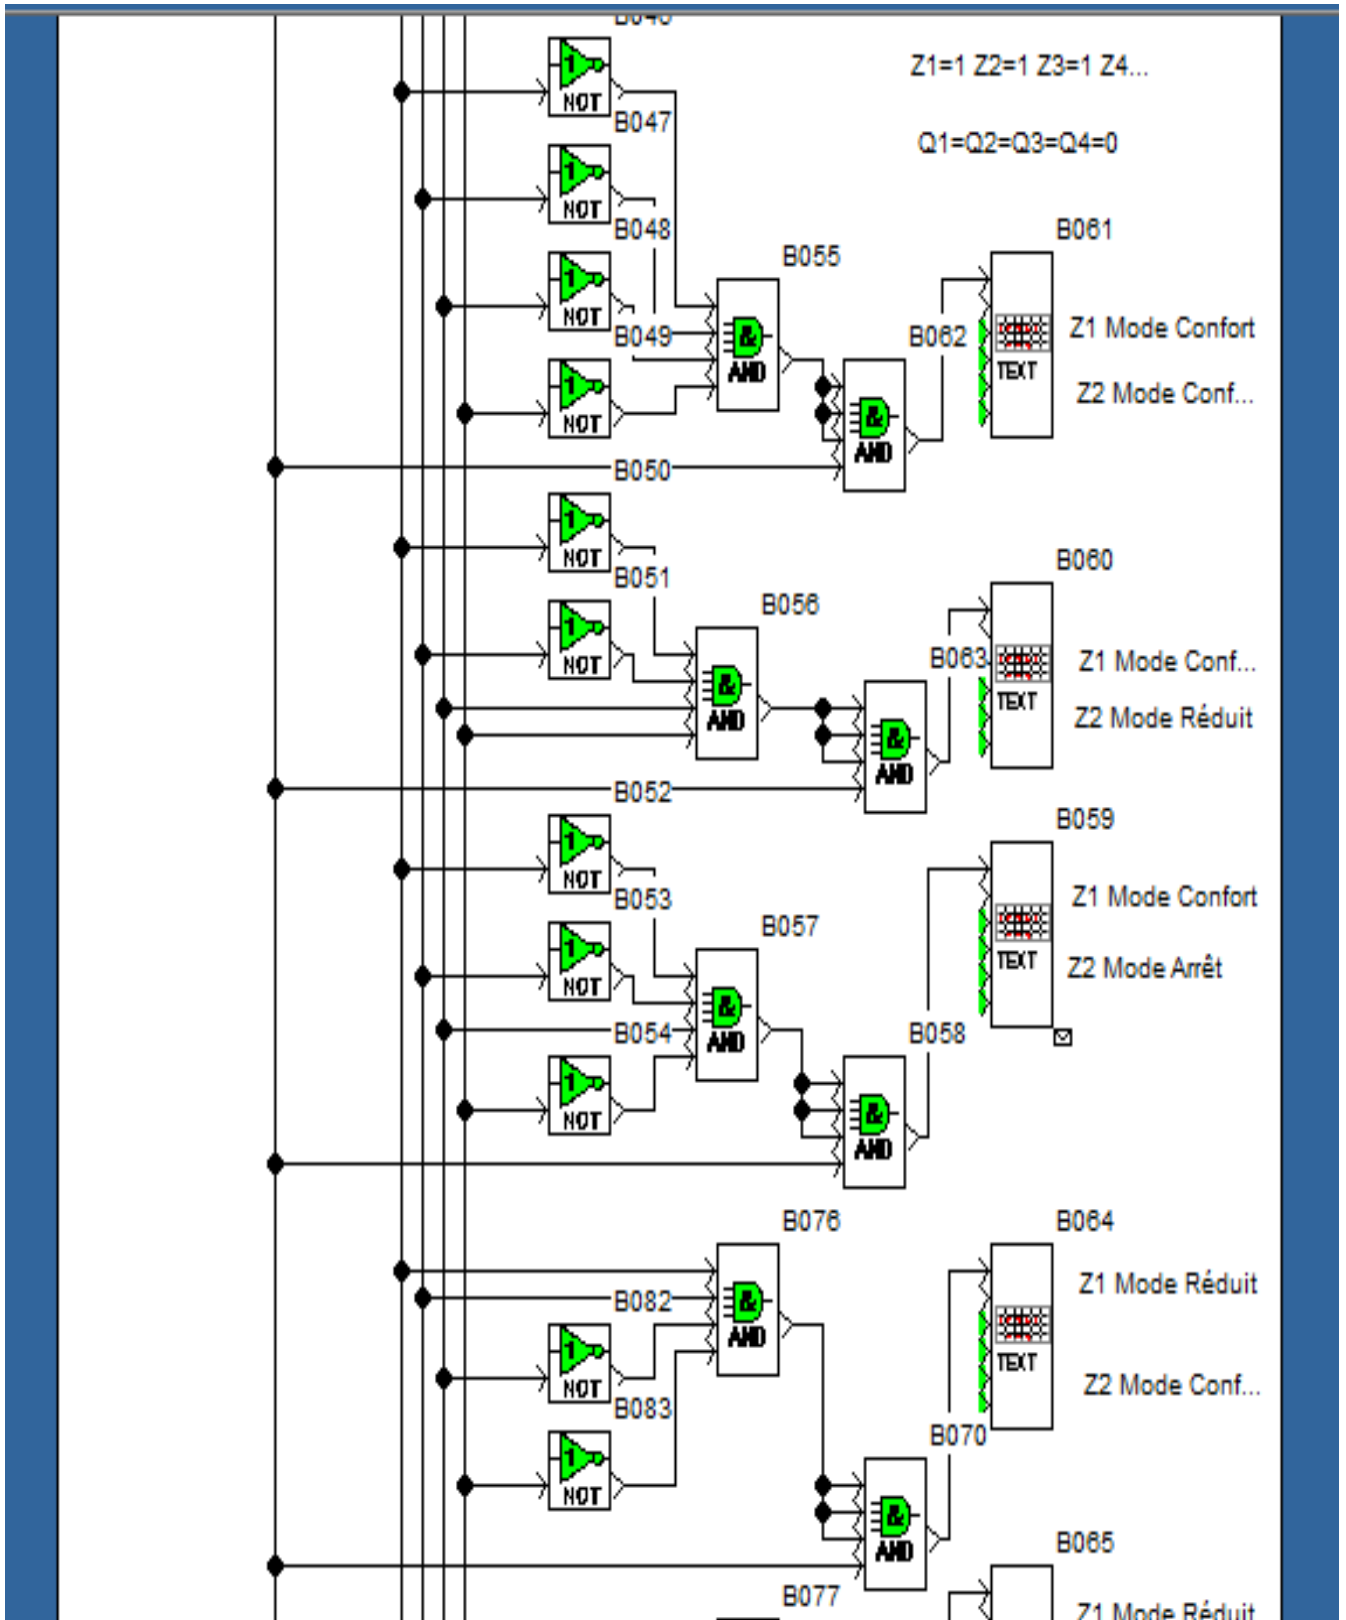 Z1=1 Z2=1 Z3=1 Z4...
NOT
B047
Q1=Q2=Q3=Q4=0
NOT
B048
B061
B055
NOT
B049
B062
Z1 Mode Confort
AND
TEXT
Z2 Mode Conf...
NOT
AND
B050
NOT
B051
B060
B056
NOT
B063
Z1 Mode Conf...
TEXT
AND
Z2 Mode Réduit
AND
B052
B059
NOT
B053
Z1 Mode Confort
B057
NOT
TEXT
Z2 Mode Arrêt
B054
AND
B058
NOT
AND
B076
B064
Z1 Mode Réduit
B082
AND
TEXT
NOT
Z2 Mode Conf...
B083
B070
NOT
AND
B065
B077
Z1 Mode Réduit